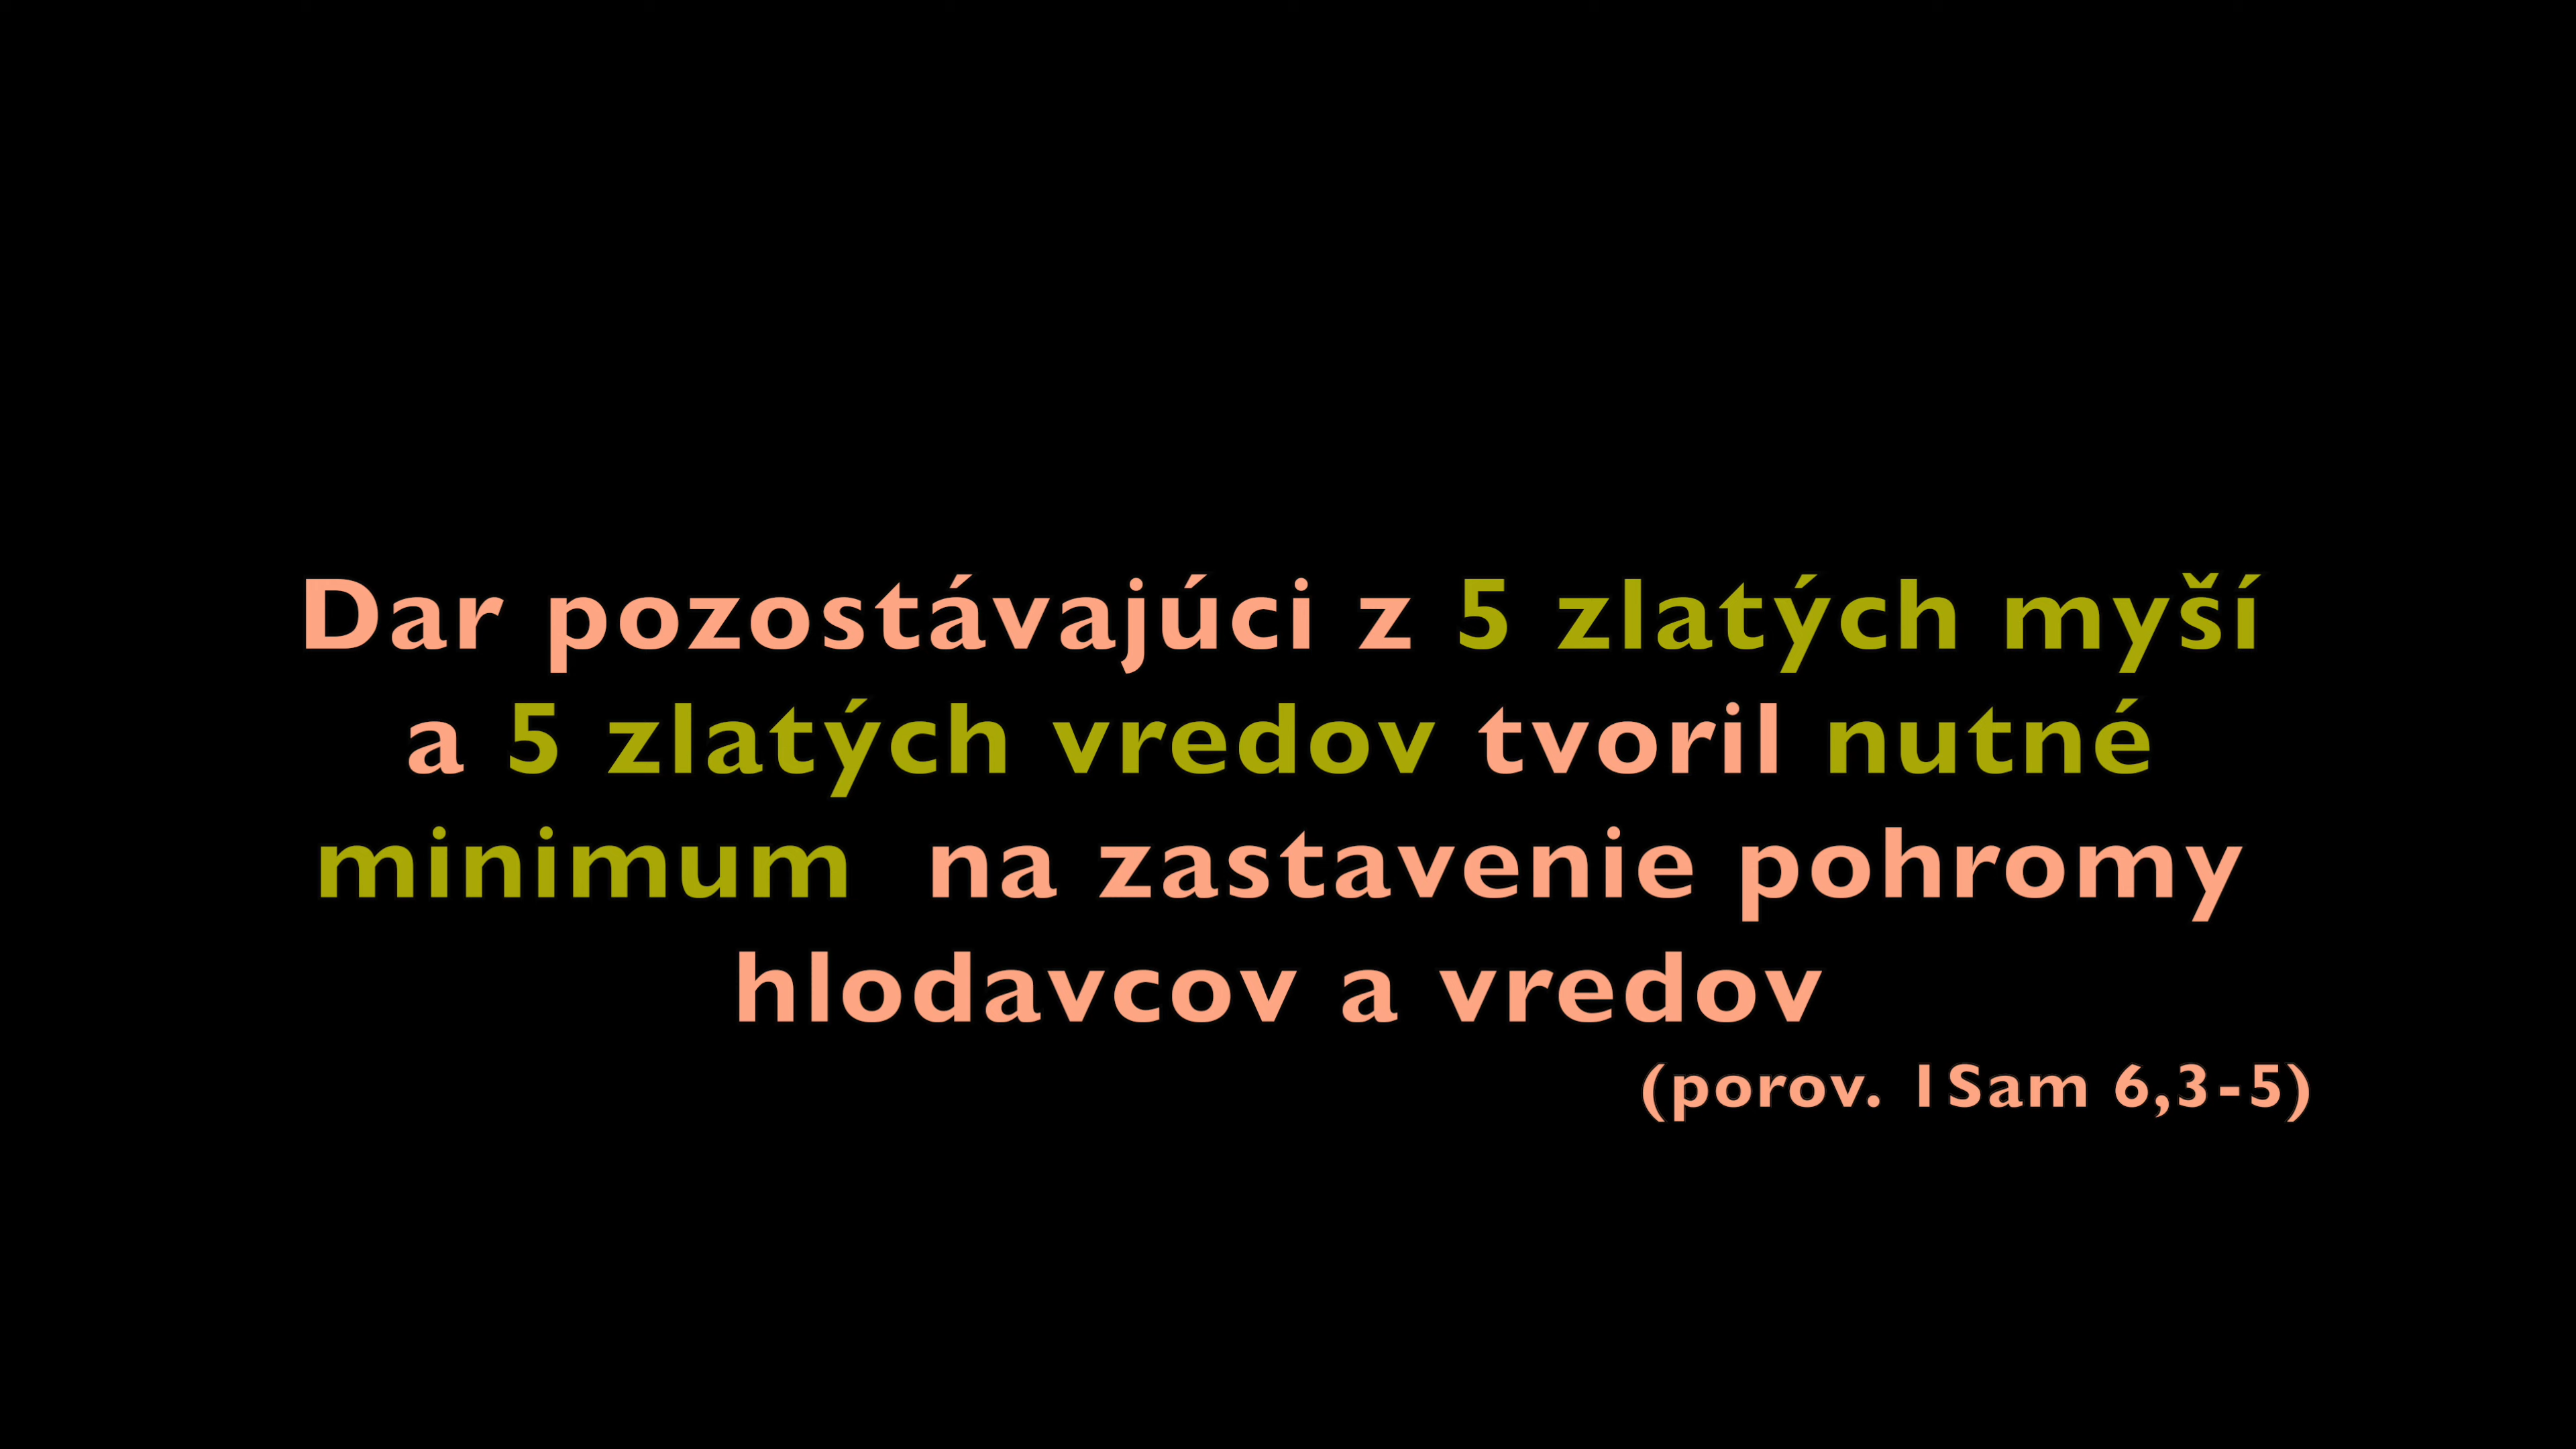 Dar pozostávajúci z 5 zlatých myší
a 5 zlatých vredov tvoril nutné
minimum na zastavenie pohromy
hlodavcov a vredov
(porov. 1Sam 6,3-5)